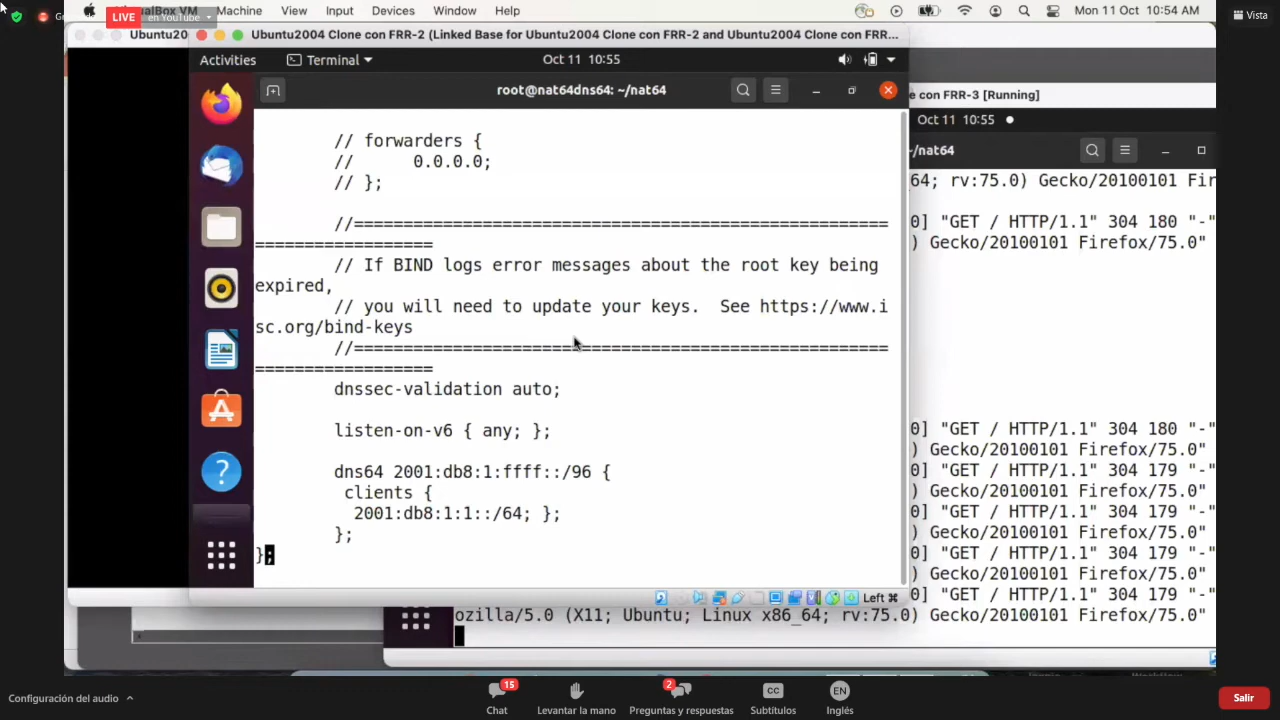 LIVE
en YouTube
VirtualBox VM Machine View Input Devices Window Help
Mon 11 Oct 10:54 AM
Vista
Ubuntu20
Ubuntu2004 Clone con FRR-2 (Linked Base for Ubuntu2004 Clone con FRR-2 and Ubuntu2004 Clone con FRR...
Activities
Terminal
Oct 11 10:55
root@nat64dns64: ~/nat64
// forwarders {
// 0.0.0.0;
// };
//======================================================
==================
// If BIND logs error messages about the root key being
expired,
// you will need to update your keys. See https://www.i
sc.org/bind-keys
//======================================================
==================
dnssec-validation auto;
listen-on-v6 { any; };
dns64 2001:db8:1:ffff::/96 {
clients {
2001:db8:1:1::/64; };
};
};
Left ⌘
con FRR-3 [Running]
Oct 11 10:55
~/nat64
64; rv:75.0) Gecko/20100101 Fir
0] "GET / HTTP/1.1" 304 180 "-"
) Gecko/20100101 Firefox/75.0"
0] "GET / HTTP/1.1" 304 180 "-"
) Gecko/20100101 Firefox/75.0"
0] "GET / HTTP/1.1" 304 179 "-"
) Gecko/20100101 Firefox/75.0"
0] "GET / HTTP/1.1" 304 179 "-"
) Gecko/20100101 Firefox/75.0"
0] "GET / HTTP/1.1" 304 179 "-"
) Gecko/20100101 Firefox/75.0"
0] "GET / HTTP/1.1" 304 179 "-"
ozilla/5.0 (X11; Ubuntu; Linux x86_64; rv:75.0) Gecko/20100101 Firefox/75.0"
Configuración del audio
15
Chat
Levantar la mano
2
Preguntas y respuestas
CC
Subtítulos
EN
Inglés
Salir